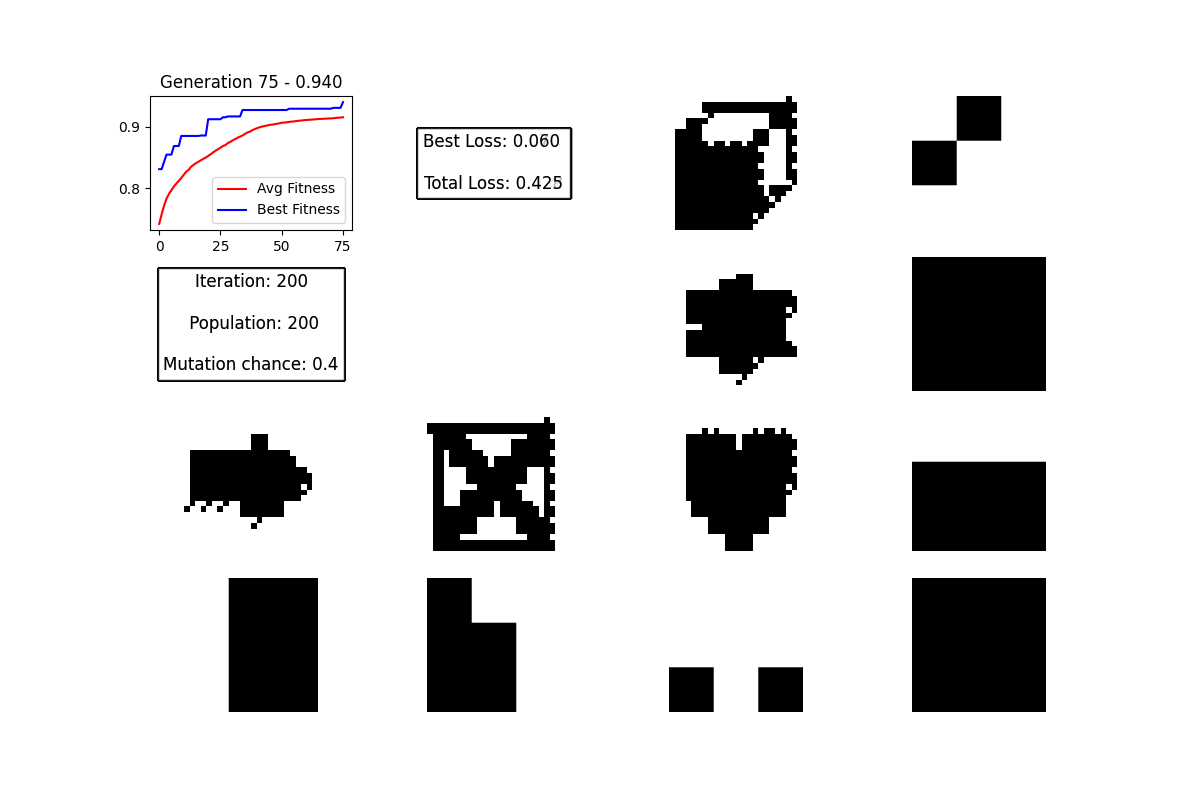 Generation 75 - 0.940
0.9
0.8
Avg Fitness
Best Fitness
0
25
50
75
Best Loss: 0.060
Total Loss: 0.425
Iteration: 200
Population: 200
Mutation chance: 0.4